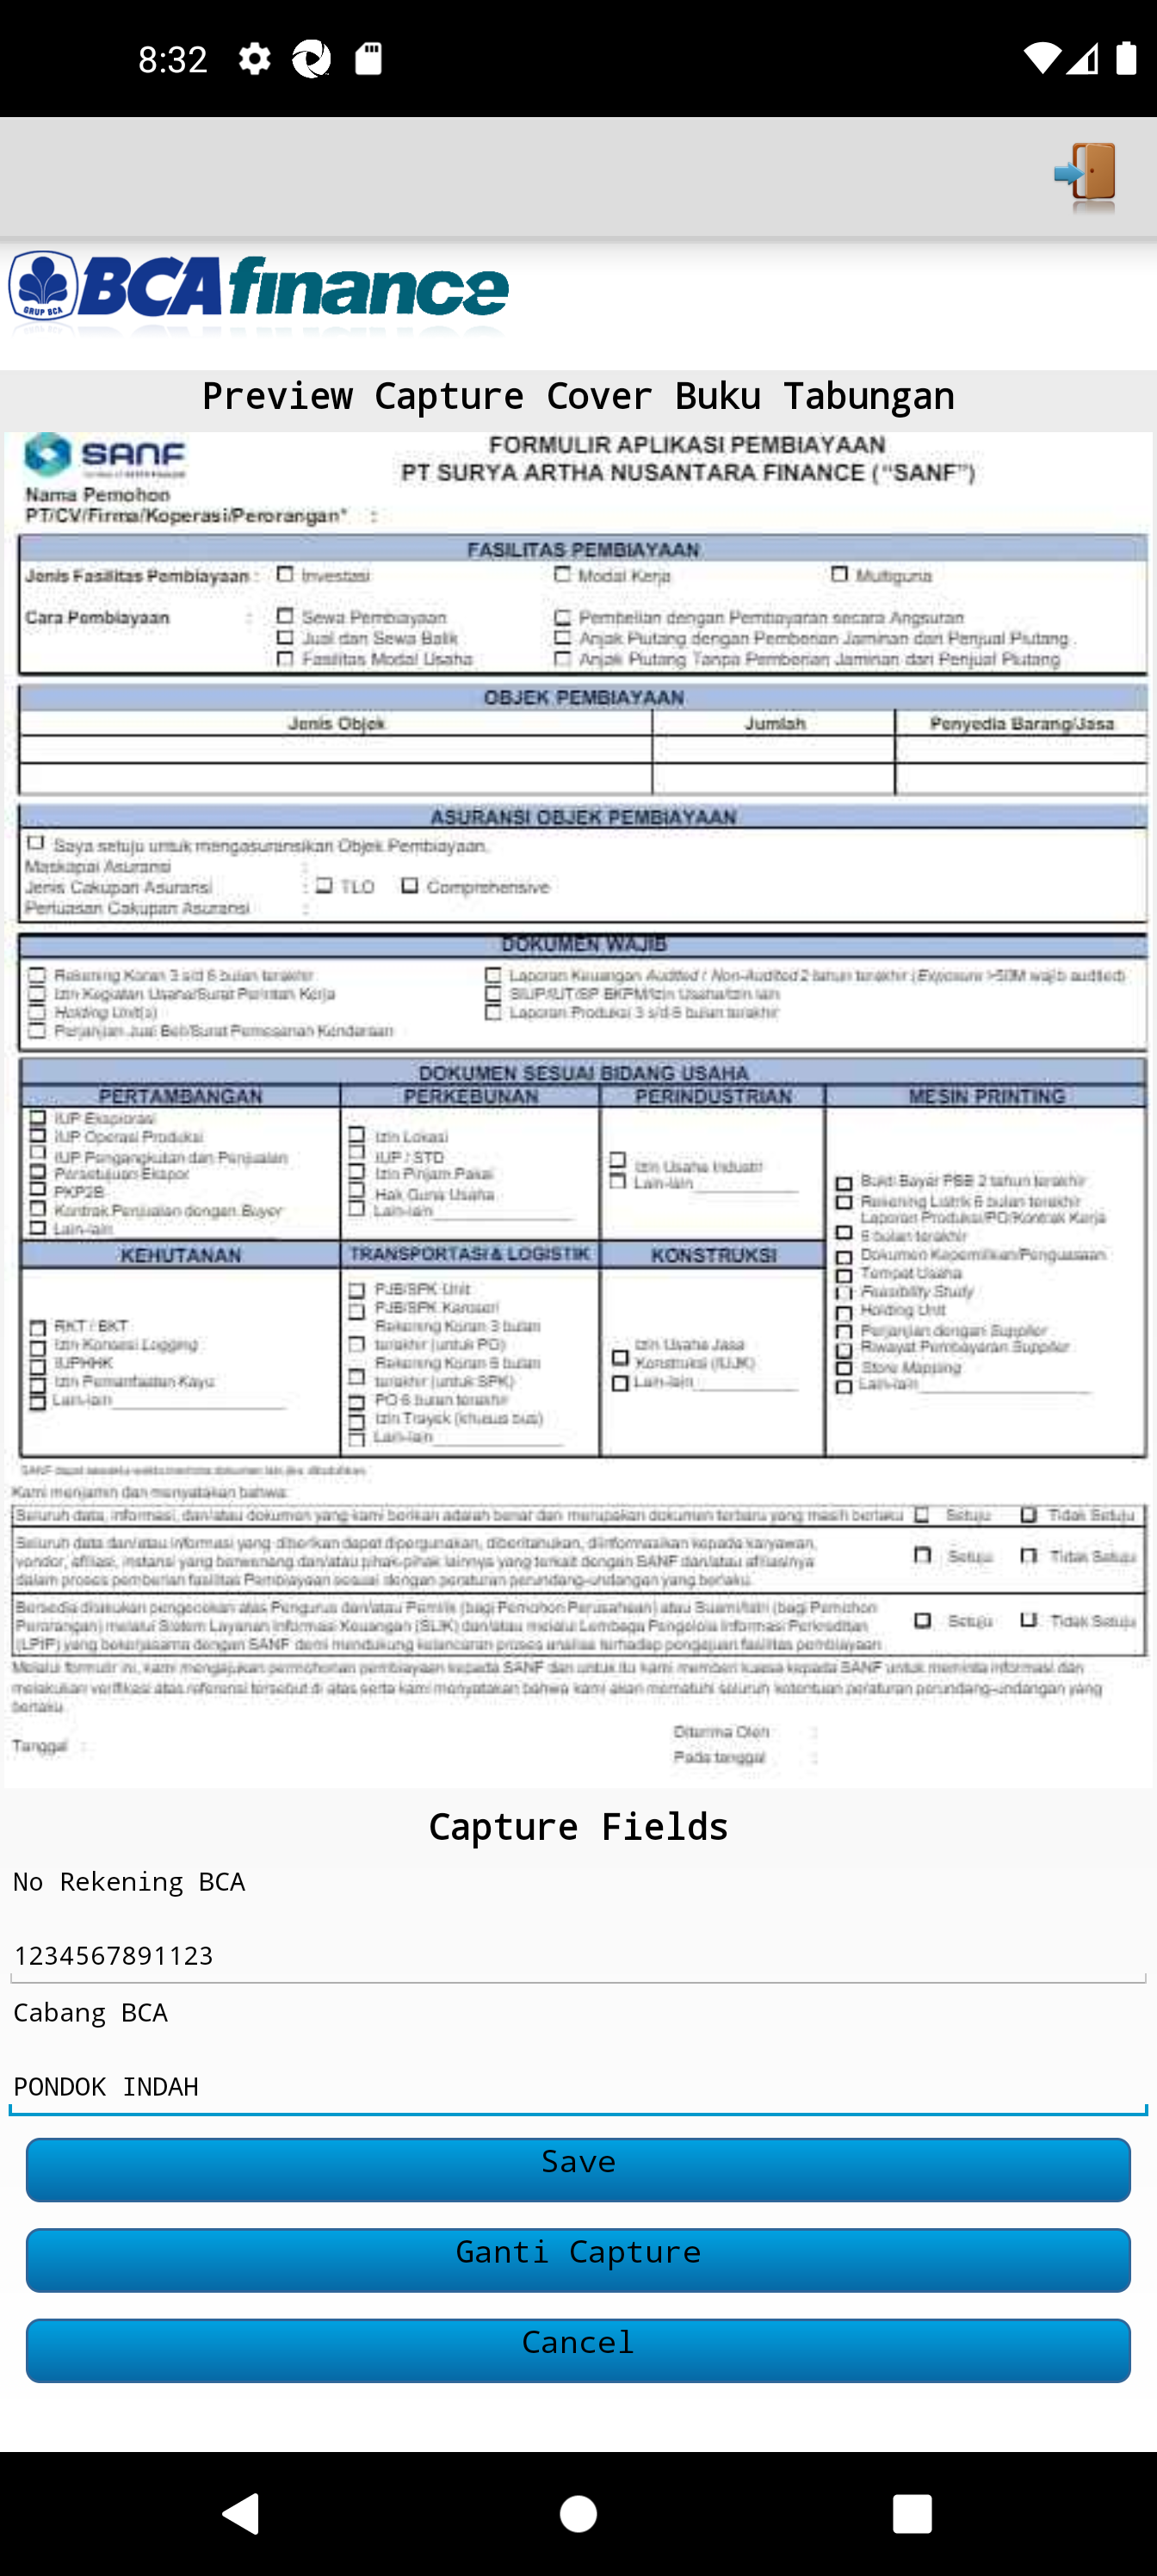 8:32
GRUP BCA
BCA finance
Preview Capture Cover Buku Tabungan
SANF
FORMULIR APLIKASI PEMBIAYAAN
PT SURYA ARTHA NUSANTARA FINANCE (“SANF”)
Nama Pemohon
PT/CV/Firma/Koperasi/Perorangan* :
FASILITAS PEMBIAYAAN
Jenis Fasilitas Pembiayaan : Investasi Modal Kerja Multiguna
Cara Pembiayaan : Sewa Pembiayaan Pembelian dengan Pembayaran secara Angsuran
Jual dan Sewa Balik Anjak Piutang dengan Pemberian Jaminan dari Penjual Piutang
Fasilitas Modal Usaha Anjak Piutang Tanpa Pemberian Jaminan dari Penjual Piutang
OBJEK PEMBIAYAAN
Jenis Objek Jumlah Penyedia Barang/Jasa
ASURANSI OBJEK PEMBIAYAAN
Saya setuju untuk mengasuransikan Objek Pembiayaan.
Maskapai Asuransi :
Jenis Cakupan Asuransi : TLO Comprehensive
Perluasan Cakupan Asuransi :
DOKUMEN WAJIB
Rekening Koran 3 s/d 6 bulan terakhir Laporan Keuangan Audited / Non-Audited 2 tahun terakhir (Exposure >50M wajib audited)
Izin Kegiatan Usaha/Surat Perintah Kerja SIUP/IUT/SP BKPM/Izin Usaha/Izin lain
Holding Unit(s) Laporan Produksi 3 s/d 6 bulan terakhir
Perjanjian Jual Beli/Surat Pemesanan Kendaraan
DOKUMEN SESUAI BIDANG USAHA
PERTAMBANGAN PERKEBUNAN PERINDUSTRIAN MESIN PRINTING
IUP Eksplorasi
IUP Operasi Produksi
IUP Pengangkutan dan Penjualan
Persetujuan Ekspor
PKP2B
Kontrak Penjualan dengan Buyer
Lain-lain
Izin Lokasi
IUP / STD
Izin Pinjam Pakai
Hak Guna Usaha
Lain-lain
Izin Usaha Industri
Lain-lain
Bukti Bayar PBB 2 tahun terakhir
Rekening Listrik 6 bulan terakhir
Laporan Produksi/PO/Kontrak Kerja
6 bulan terakhir
Dokumen Kepemilikan/Penguasaan
Tempat Usaha
Feasibility Study
Holding Unit
Perjanjian dengan Supplier
Riwayat Pembayaran Supplier
Store Mapping
Lain-lain
KEHUTANAN TRANSPORTASI & LOGISTIK KONSTRUKSI
RKT / BKT
Izin Konsesi Logging
IUPHHK
Izin Pemanfaatan Kayu
Lain-lain
PJB/SPK Unit
PJB/SPK Karoseri
Rekening Koran 3 bulan
terakhir (untuk PO)
Rekening Koran 6 bulan
terakhir (untuk SPK)
PO 6 bulan terakhir
Izin Trayek (khusus bus)
Lain-lain
Izin Usaha Jasa
Konstruksi (IUJK)
Lain-lain
SANF dapat sewaktu-waktu meminta dokumen lain jika dibutuhkan
Kami menjamin dan menyatakan bahwa:
Seluruh data, informasi, dan/atau dokumen yang kami berikan adalah benar dan merupakan dokumen terbaru yang masih berlaku Setuju Tidak Setuju
Seluruh data dan/atau informasi yang diberikan dapat dipergunakan, diberitahukan, diinformasikan kepada karyawan,
vendor, afiliasi, instansi yang berwenang dan/atau pihak-pihak lainnya yang terkait dengan SANF dan/atau afiliasinya Setuju Tidak Setuju
dalam proses pemberian fasilitas Pembiayaan sesuai dengan peraturan perundang-undangan yang berlaku.
Bersedia dilakukan pengecekan atas Pengurus dan/atau Pemilik (bagi Pemohon Perusahaan) atau Suami/Istri (bagi Pemohon
Perorangan) melalui Sistem Layanan Informasi Keuangan (SLIK) dan/atau melalui Lembaga Pengelola Informasi Perkreditan Setuju Tidak Setuju
(LPIP) yang bekerjasama dengan SANF demi mendukung kelancaran proses analisa terhadap pengajuan fasilitas pembiayaan
Melalui formulir ini, kami mengajukan permohonan pembiayaan kepada SANF dan untuk itu kami memberi kuasa kepada SANF untuk meminta informasi dan
melakukan verifikasi atas referensi tersebut di atas serta kami menyatakan bahwa kami akan mematuhi seluruh ketentuan peraturan perundang-undangan yang
berlaku.
Tanggal :
Diterima Oleh :
Pada tanggal :
Capture Fields
No Rekening BCA
1234567891123
Cabang BCA
PONDOK INDAH
Save
Ganti Capture
Cancel